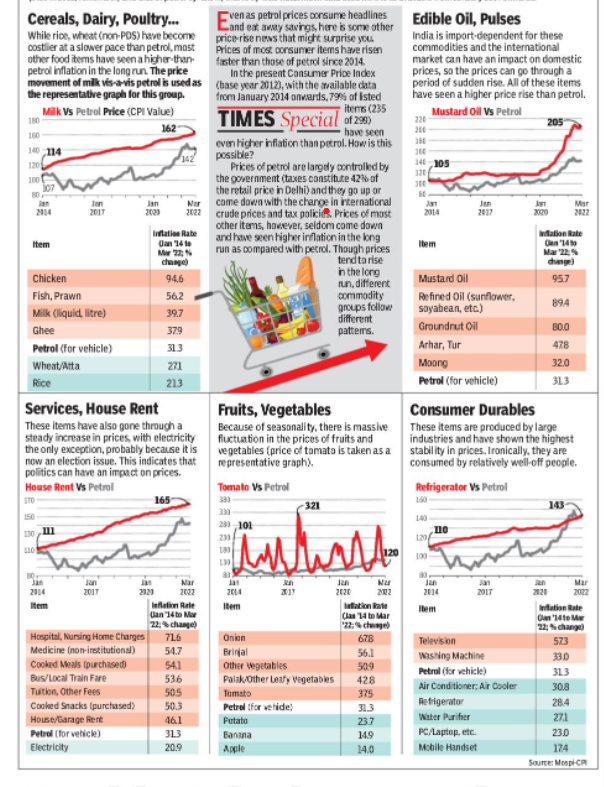 Cereals, Dairy, Poultry...
While rice, wheat (non-PDS) have become
costlier at a slower pace than petrol, most
other food items have seen a higher-than-
petrol inflation in the long run. The price
movement of milk vis-a-vis petrol is used as
the representative graph for this group.
Milk Vs Petrol Price (CPI Value)
180
160
140
120
100
80
114
107
162
142
Jan 2014
Jan 2017
Jan 2020
Mar 2022
Item
Inflation Rate
(Jan '14 to
Mar '22; %
change)
Chicken 94.6
Fish, Prawn 56.2
Milk (liquid, litre) 39.7
Ghee 37.9
Petrol (for vehicle) 31.3
Wheat/Atta 27.1
Rice 21.3
Even as petrol prices consume headlines
and eat away savings, here is some other
price-rise news that might surprise you.
Prices of most consumer items have risen
faster than those of petrol since 2014.
In the present Consumer Price Index
(base year 2012), with the available data
from January 2014 onwards, 79% of listed
TIMES Special
items (235
of 299)
have seen
even higher inflation than petrol. How is this
possible?
Prices of petrol are largely controlled by
the government (taxes constitute 42% of
the retail price in Delhi) and they go up or
come down with the change in international
crude prices and tax policies. Prices of most
other items, however, seldom come down
and have seen higher inflation in the long
run as compared with petrol. Though prices
tend to rise
in the long
run, different
commodity
groups follow
different
patterns.
Edible Oil, Pulses
India is import-dependent for these
commodities and the international
market can have an impact on domestic
prices, so the prices can go through a
period of sudden rise. All of these items
have seen a higher price rise than petrol.
Mustard Oil Vs Petrol
220
200
180
160
140
120
100
80
105
205
Jan 2014
Jan 2017
Jan 2020
Mar 2022
Item
Inflation Rate
(Jan '14 to
Mar '22; %
change)
Mustard Oil 95.7
Refined Oil (sunflower,
soyabean, etc.) 89.4
Groundnut Oil 80.0
Arhar, Tur 47.8
Moong 32.0
Petrol (for vehicle) 31.3
Services, House Rent
These items have also gone through a
steady increase in prices, with electricity
the only exception, probably because it is
now an election issue. This indicates that
politics can have an impact on prices.
House Rent Vs Petrol
170
150
130
110
80
111
165
Jan 2014
Jan 2017
Jan 2020
Mar 2022
Item
Inflation Rate
(Jan '14 to Mar
'22; % change)
Hospital, Nursing Home Charges 71.6
Medicine (non-institutional) 54.7
Cooked Meals (purchased) 54.1
Bus/Local Train Fare 53.6
Tuition, Other Fees 50.5
Cooked Snacks (purchased) 50.3
House/Garage Rent 46.1
Petrol (for vehicle) 31.3
Electricity 20.9
Fruits, Vegetables
Because of seasonality, there is massive
fluctuation in the prices of fruits and
vegetables (price of tomato is taken as a
representative graph).
Tomato Vs Petrol
380
330
280
230
180
130
80
101
321
120
Jan 2014
Jan 2017
Jan 2020
Mar 2022
Item
Inflation Rate
(Jan '14 to Mar
'22; % change)
Onion 67.8
Brinjal 56.1
Other Vegetables 50.9
Palak/Other Leafy Vegetables 42.8
Tomato 37.5
Petrol (for vehicle) 31.3
Potato 23.7
Banana 14.9
Apple 14.0
Consumer Durables
These items are produced by large
industries and have shown the highest
stability in prices. Ironically, they are
consumed by relatively well-off people.
Refrigerator Vs Petrol
160
140
120
100
80
110
143
Jan 2014
Jan 2017
Jan 2020
Mar 2022
Item
Inflation Rate
(Jan '14 to Mar
'22; % change)
Television 57.3
Washing Machine 33.0
Petrol (for vehicle) 31.3
Air Conditioner; Air Cooler 30.8
Refrigerator 28.4
Water Purifier 27.1
PC/Laptop, etc. 23.0
Mobile Handset 17.4
Source: Mospi-CPI